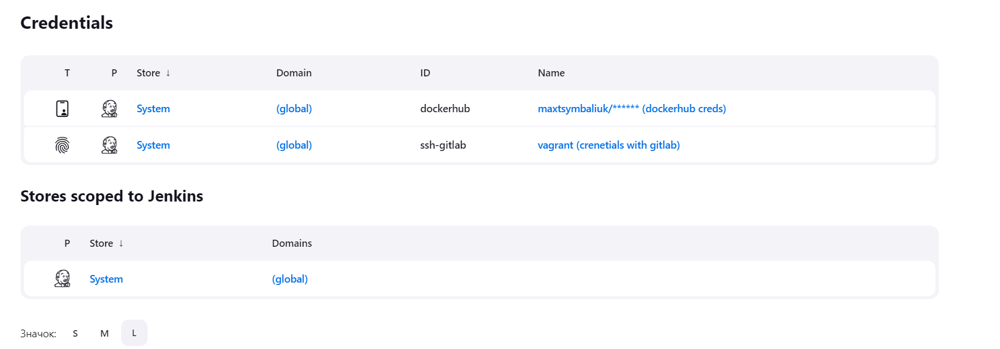 Credentials
T P Store ↓ Domain ID Name
System (global) dockerhub maxtsymbaliuk/****** (dockerhub creds)
System (global) ssh-gitlab vagrant (crenetials with gitlab)
Stores scoped to Jenkins
P Store ↓ Domains
System (global)
Значок: S M L